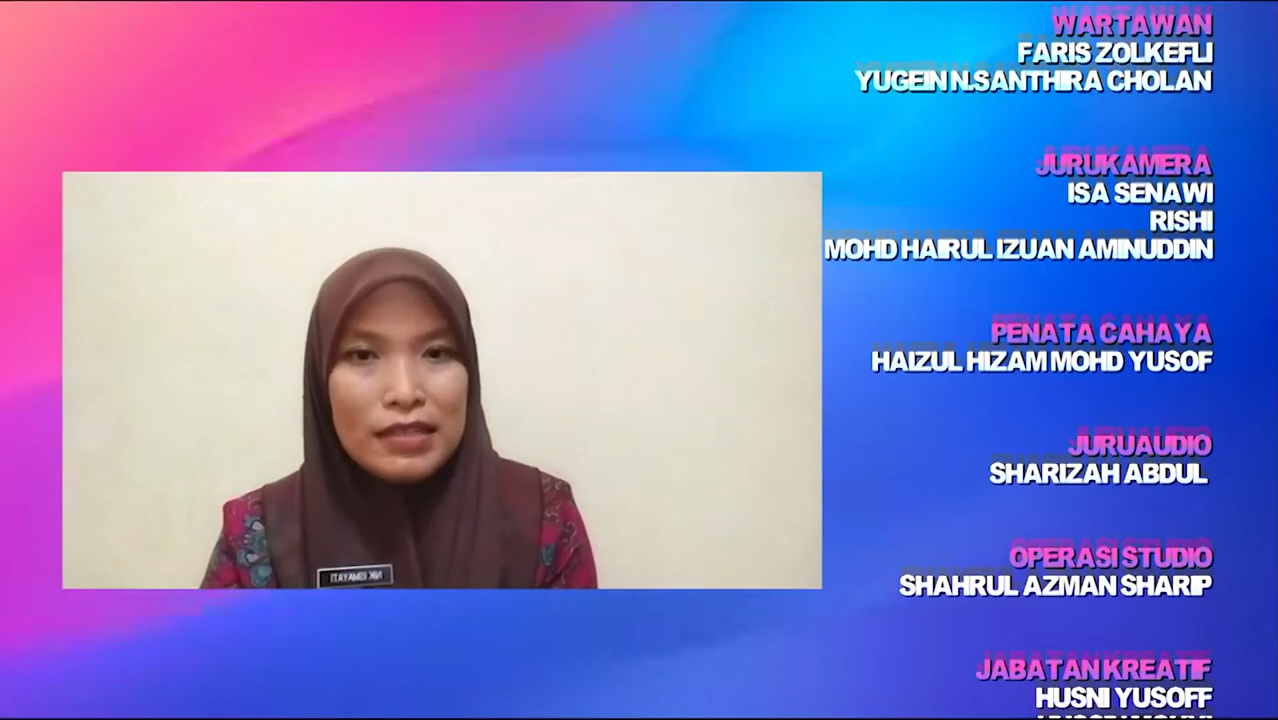 WARTAWAN
FARIS ZOLKEFLI
YUGEIN N.SANTHIRA CHOLAN
JURUKAMERA
ISA SENAWI
RISHI
MOHD HAIRUL IZUAN AMINUDDIN
PENATA CAHAYA
HAIZUL HIZAM MOHD YUSOF
JURUAUDIO
SHARIZAH ABDUL
OPERASI STUDIO
SHAHRUL AZMAN SHARIP
JABATAN KREATIF
HUSNI YUSOFF